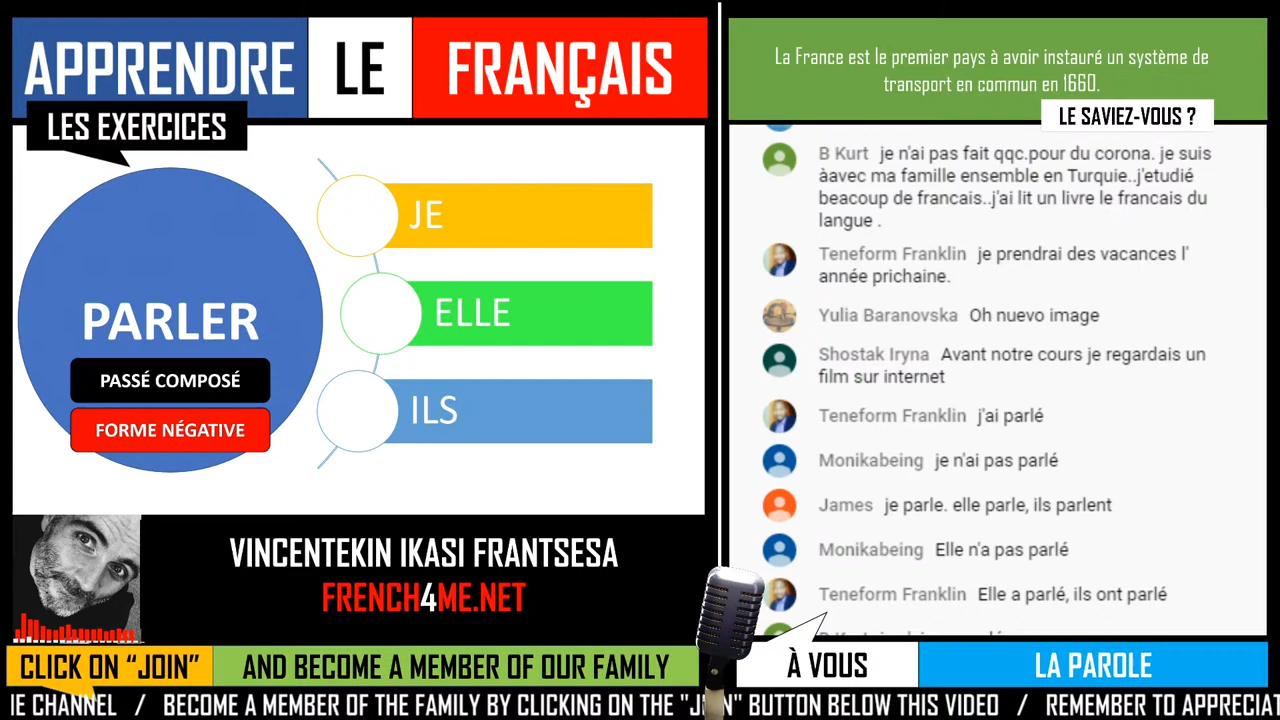 APPRENDRE LE FRANÇAIS
LES EXERCICES
PARLER
PASSÉ COMPOSÉ
FORME NÉGATIVE
JE
ELLE
ILS
VINCENTEKIN IKASI FRANTSESA
FRENCH4ME.NET
La France est le premier pays à avoir instauré un système de
transport en commun en 1660.
LE SAVIEZ-VOUS ?
B Kurt je n'ai pas fait qqc.pour du corona. je suis
àavec ma famille ensemble en Turquie..j'etudié
beacoup de francais..j'ai lit un livre le francais du
langue .
Teneform Franklin je prendrai des vacances l'
année prichaine.
Yulia Baranovska Oh nuevo image
Shostak Iryna Avant notre cours je regardais un
film sur internet
Teneform Franklin j'ai parlé
Monikabeing je n'ai pas parlé
James je parle. elle parle, ils parlent
Monikabeing Elle n'a pas parlé
Teneform Franklin Elle a parlé, ils ont parlé
À VOUS LA PAROLE
CLICK ON “JOIN” AND BECOME A MEMBER OF OUR FAMILY
IE CHANNEL / BECOME A MEMBER OF THE FAMILY BY CLICKING ON THE "JOIN" BUTTON BELOW THIS VIDEO / REMEMBER TO APPRECIAT